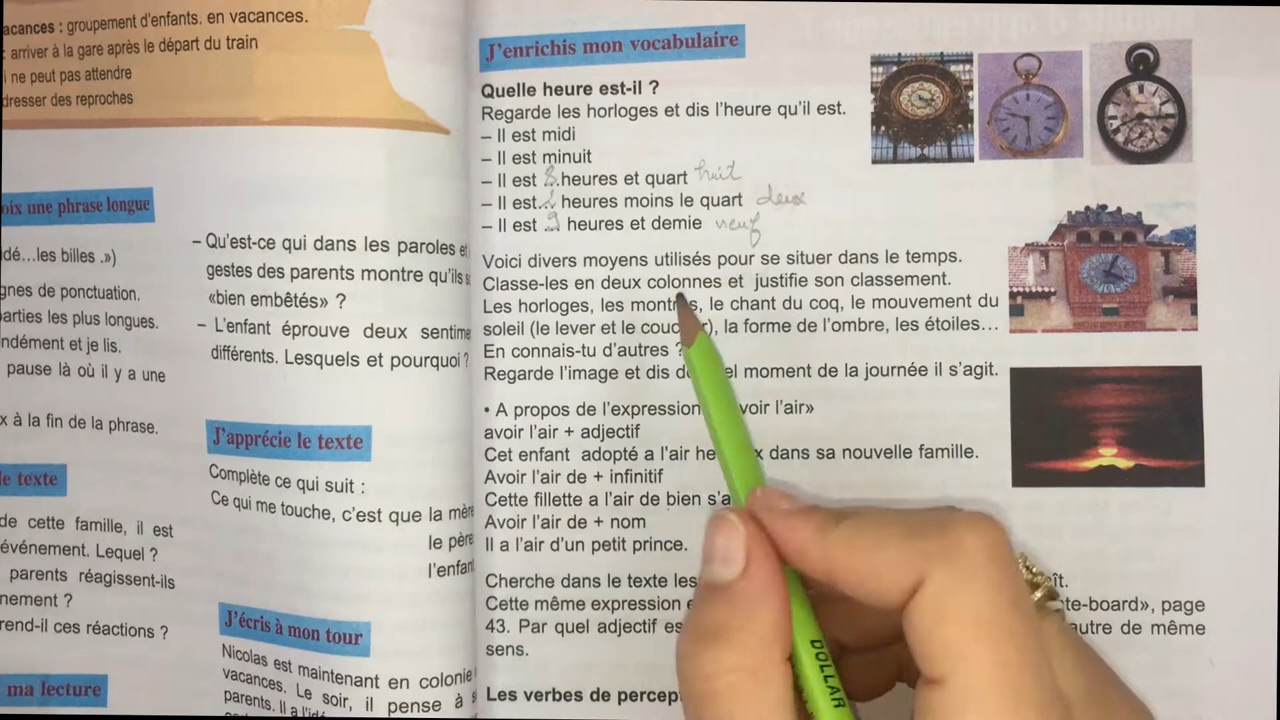 acances : groupement d'enfants. en vacances.
: arriver à la gare après le départ du train
i ne peut pas attendre
dresser des reproches
oix une phrase longue
dé...les billes .»)
gnes de ponctuation.
arties les plus longues.
ndément et je lis.
pause là où il y a une
x à la fin de la phrase.
le texte
de cette famille, il est
événement. Lequel ?
parents réagissent-ils
nement ?
rend-il ces réactions ?
ma lecture
– Qu'est-ce qui dans les paroles et
gestes des parents montre qu'ils s
«bien embêtés» ?
– L'enfant éprouve deux sentime
différents. Lesquels et pourquoi ?
J'apprécie le texte
Complète ce qui suit :
Ce qui me touche, c'est que la mère
le père
l'enfan
J'écris à mon tour
Nicolas est maintenant en colonie
vacances. Le soir, il pense à s
parents. Il a l'idé
J'enrichis mon vocabulaire
Quelle heure est-il ?
Regarde les horloges et dis l'heure qu'il est.
– Il est midi
– Il est minuit
– Il est 8 heures et quart huit
– Il est... heures moins le quart deux
– Il est 9 heures et demie neuf
Voici divers moyens utilisés pour se situer dans le temps.
Classe-les en deux colonnes et justifie son classement.
Les horloges, les montres, le chant du coq, le mouvement du
soleil (le lever et le couc r), la forme de l'ombre, les étoiles...
En connais-tu d'autres ?
Regarde l'image et dis de el moment de la journée il s'agit.
• A propos de l'expression voir l'air»
avoir l'air + adjectif
Cet enfant adopté a l'air he x dans sa nouvelle famille.
Avoir l'air de + infinitif
Cette fillette a l'air de bien s'a
Avoir l'air de + nom
Il a l'air d'un petit prince.
Cherche dans le texte les ît.
Cette même expression e te-board», page
43. Par quel adjectif es autre de même
sens.
Les verbes de percep
DOLLAR